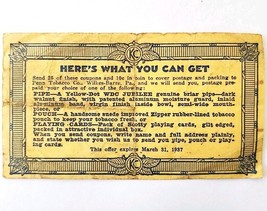 HERE'S WHAT YOU CAN GET
Send 25 of these coupons and 15c in coin to cover postage and packing to
Penn Tobacco Co., Wilkes-Barre, Pa., and we will send you, postage pre-
paid your choice of one of the following:
PIPE—A Yellow-Dot WDC JUBILEE genuine briar pipe—dark
walnut finish, with patented aluminum moisture guard, inlaid
aluminum band, virgin finish inside bowl, semi-wide mouth-
piece, or
POUCH—A handsome suede improved Zipper rubber-lined tobacco
pouch to keep your tobacco fresh, or
PLAYING CARDS—Pack of Scotty playing cards, gilt edged,
packed in attractive individual box.
When you send coupons, write name and full address plainly,
and state whether you wish us to send you pipe, pouch or play-
ing cards.
This offer expires March 31, 1937